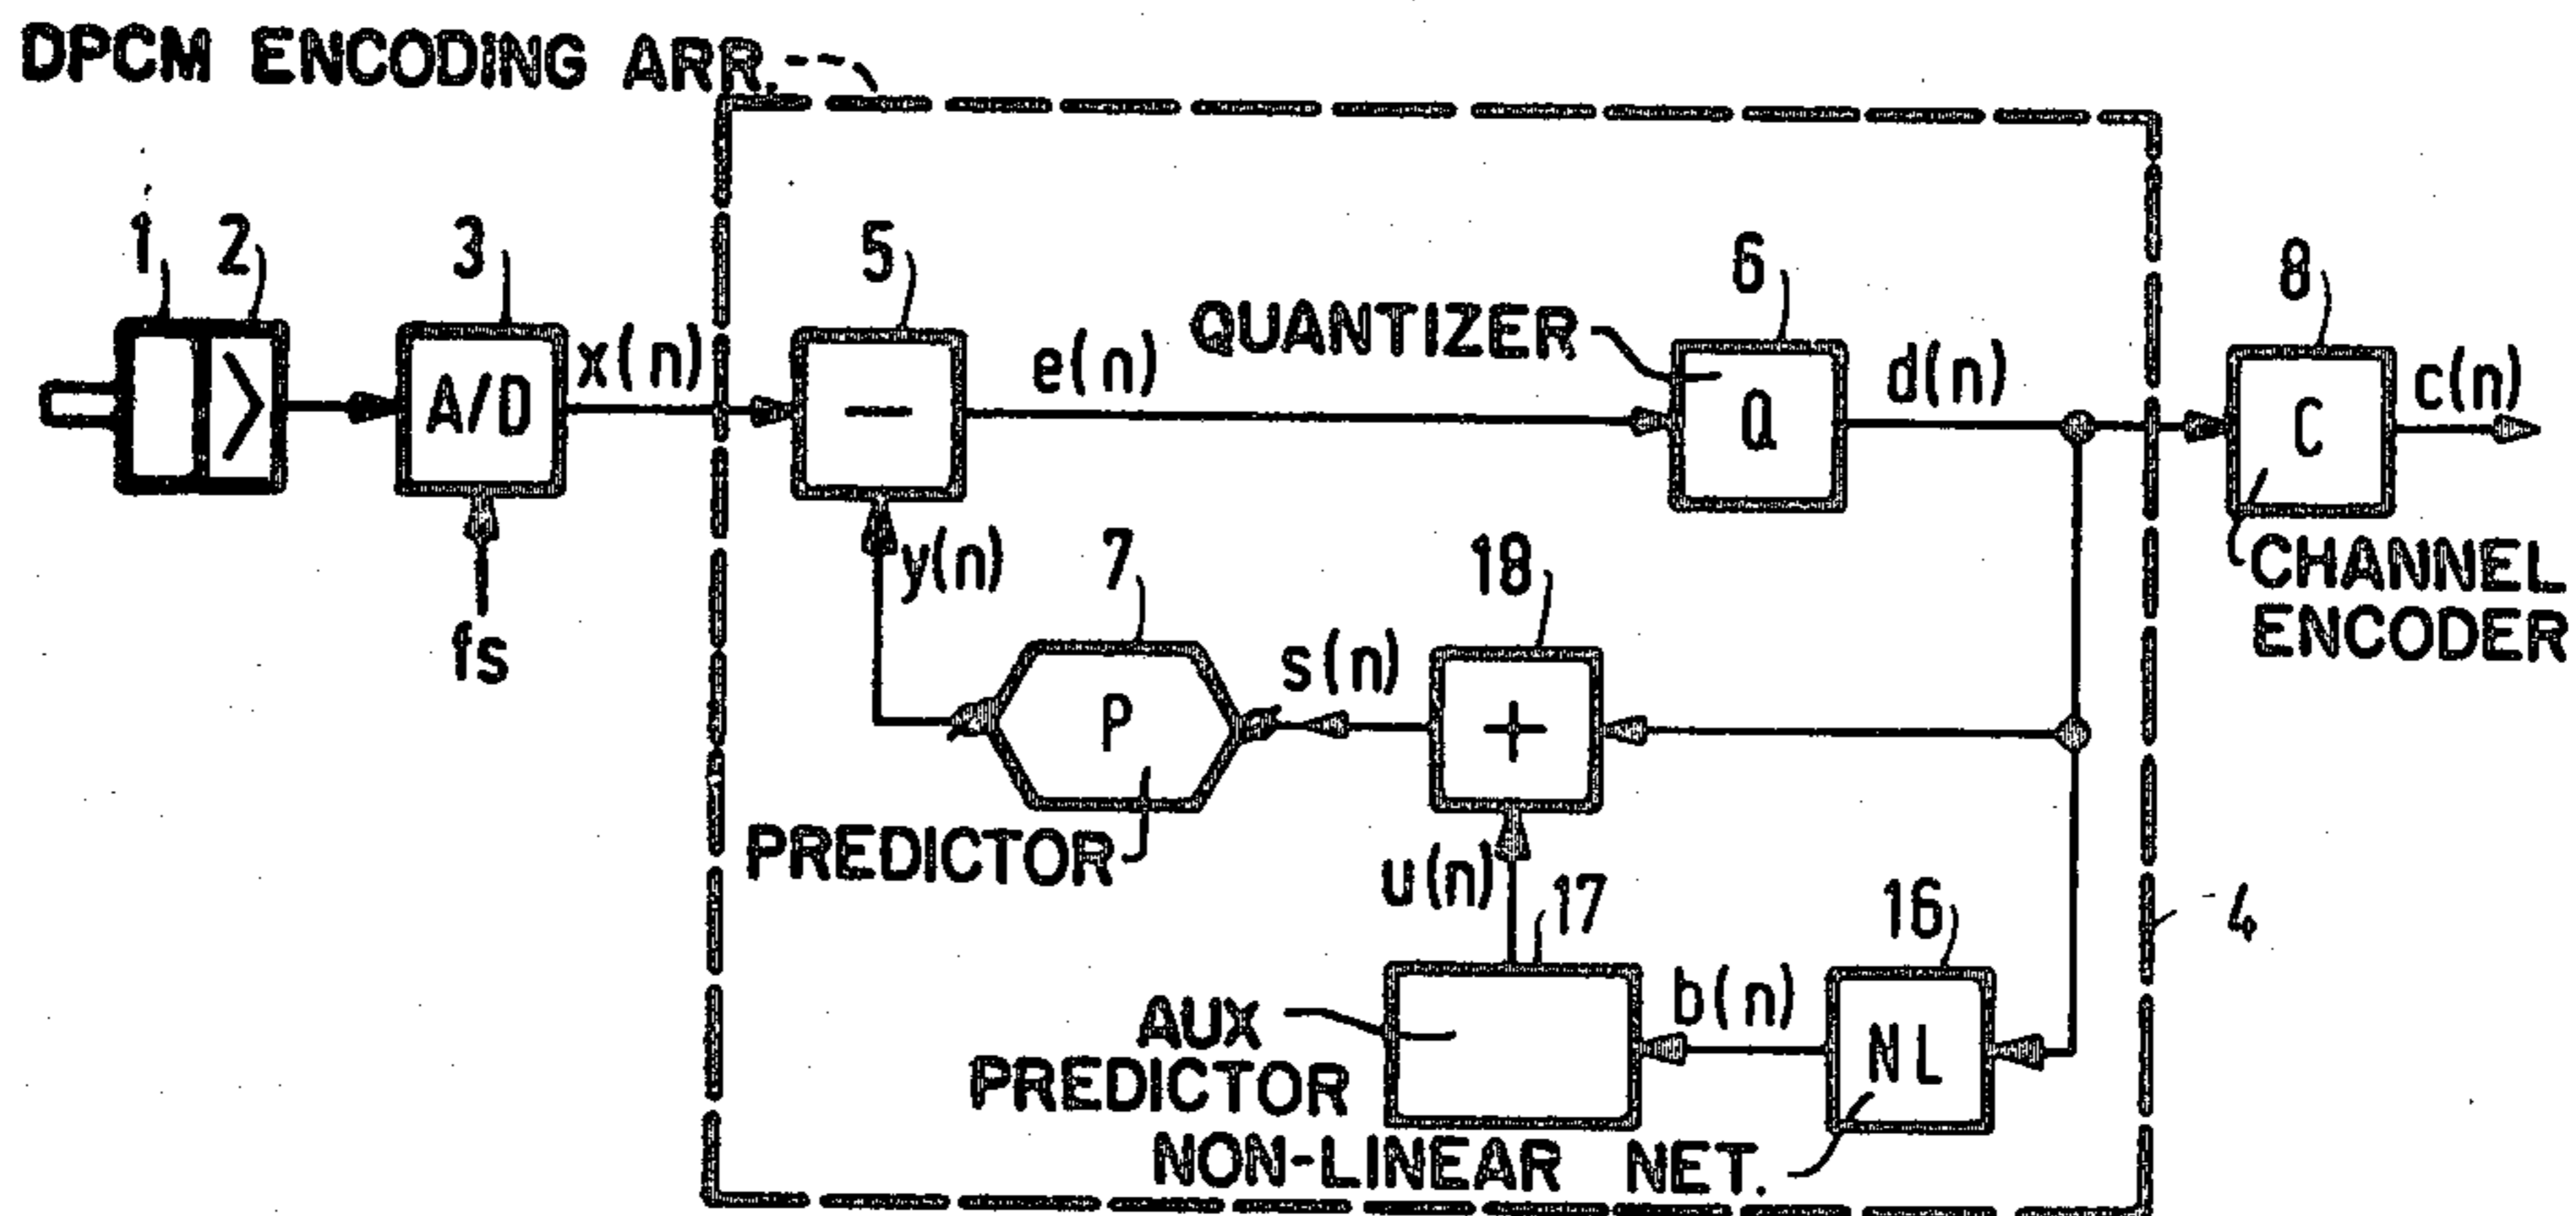 DPCM ENCODING ARR.
1 2 3 5 6 8
QUANTIZER
A/D x(n) - e(n) Q d(n) C c(n)
fs
y(n) 7 18
CHANNEL
ENCODER
P s(n) +
PREDICTOR
u(n) 17 16 4
AUX
PREDICTOR
b(n) NL
NON-LINEAR NET.